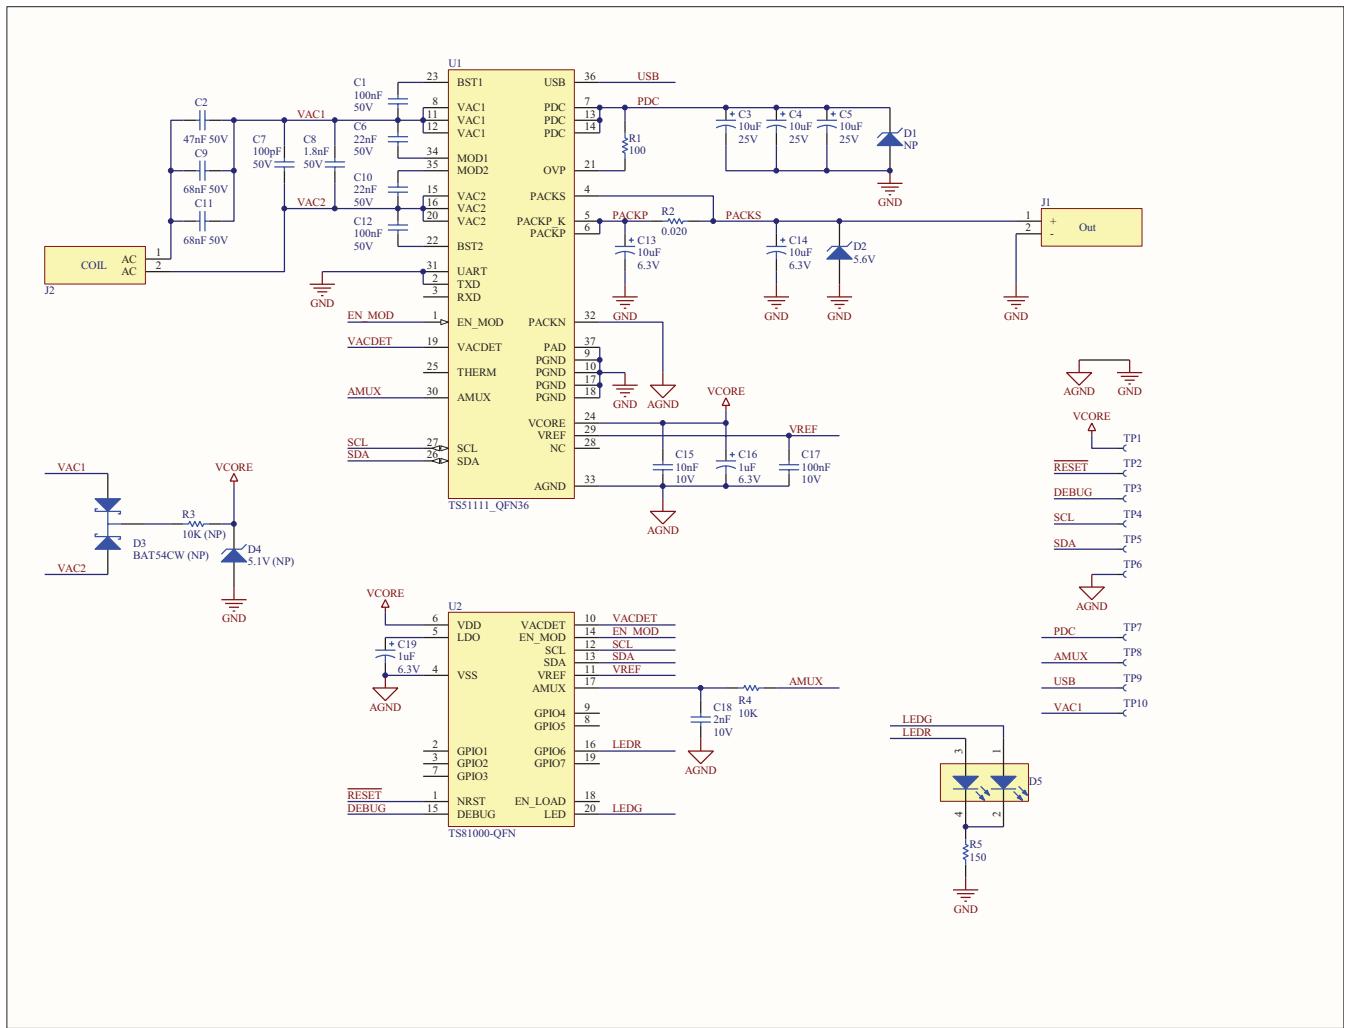 U1
TS51111_QFN36
23 BST1
8 VAC1
11 VAC1
12 VAC1
34 MOD1
35 MOD2
15 VAC2
16 VAC2
20 VAC2
22 BST2
31 UART
2 TXD
3 RXD
1 EN_MOD
19 VACDET
25 THERM
30 AMUX
27 SCL
26 SDA
USB 36
PDC 7
PDC 13
PDC 14
OVP 21
PACKS 4
PACKP_K 5
PACKP 6
PACKN 32
PAD 37
PGND 9
PGND 10
PGND 17
PGND 18
VCORE 24
VREF 29
NC 28
AGND 33
C1
100nF
50V
C2
47nF 50V
C9
68nF 50V
C11
68nF 50V
C7
100pF
50V
C8
1.8nF
50V
C6
22nF
50V
C10
22nF
50V
C12
100nF
50V
VAC1
VAC2
COIL
AC 1
AC 2
J2
GND
EN_MOD
VACDET
AMUX
SCL
SDA
USB
PDC
R1
100
+ C3
10uF
25V
+ C4
10uF
25V
+ C5
10uF
25V
D1
NP
GND
PACKP
R2
0.020
PACKS
+ C13
10uF
6.3V
GND
+ C14
10uF
6.3V
GND
D2
5.6V
GND
J1
1 +
2 -
Out
GND
GND
AGND
VCORE
VREF
C15
10nF
10V
+ C16
1uF
6.3V
C17
100nF
10V
AGND
AGND
GND
VCORE
TP1
RESET TP2
DEBUG TP3
SCL TP4
SDA TP5
TP6
AGND
PDC TP7
AMUX TP8
USB TP9
VAC1 TP10
VAC1
VAC2
D3
BAT54CW (NP)
R3
10K (NP)
VCORE
D4
5.1V (NP)
GND
VCORE
+ C19
1uF
6.3V
AGND
U2
TS81000-QFN
6 VDD
5 LDO
4 VSS
2 GPIO1
3 GPIO2
7 GPIO3
RESET 1 NRST
DEBUG 15 DEBUG
VACDET 10 VACDET
EN_MOD 14 EN_MOD
SCL 12 SCL
SDA 13 SDA
VREF 11 VREF
AMUX 17
GPIO4 9
GPIO5 8
GPIO6 16 LEDR
GPIO7 19
EN_LOAD 18
LED 20 LEDG
C18
2nF
10V
AGND
R4
10K
AMUX
LEDG
LEDR
3 1
D5
4 2
R5
150
GND